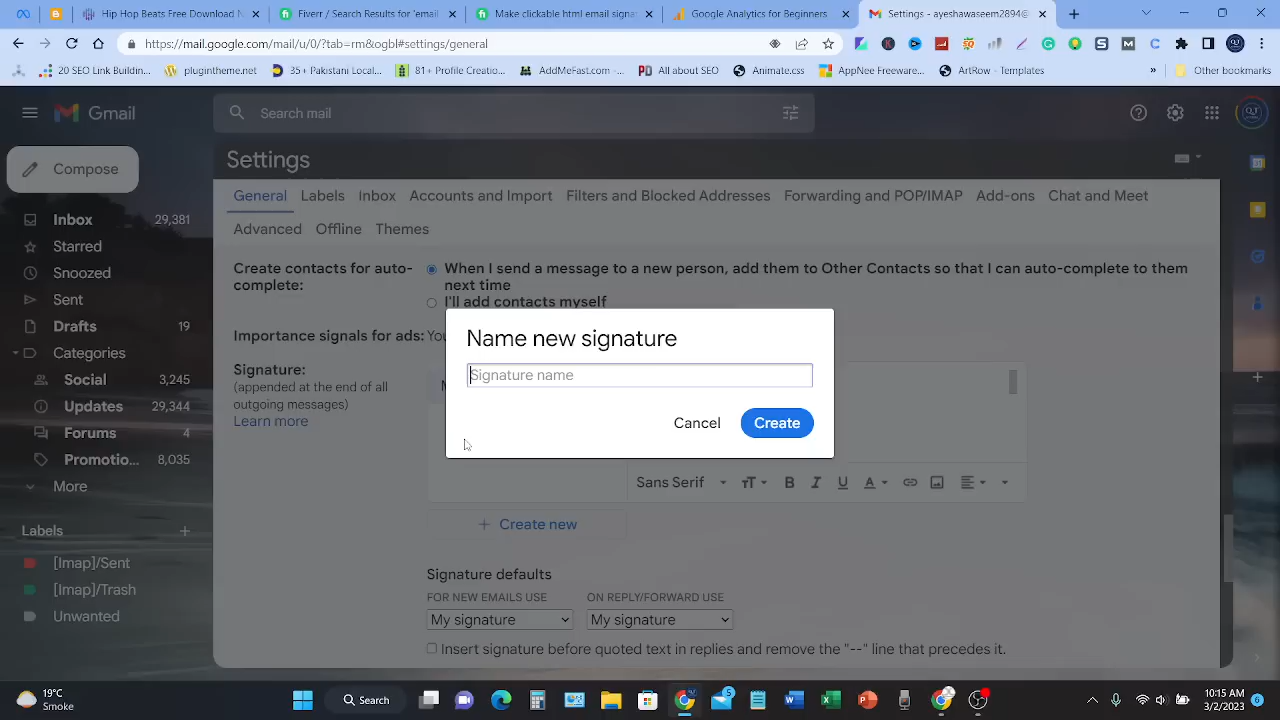 Hip Hop Beats For Free Download N
Fiverr - Search Results for "email
Make clickable html email signatu
Google Analytics for Beginners
Settings - ayeshawasem2894@
https://mail.google.com/mail/u/0/?tab=rm&ogbl#settings/general
20 SEO Link Buildin...
pluginthemet
35+ Pakistan Locat...
81+ Profile Creatio...
AddMeFast.com - ...
All about SEO
Animate.css
AppNee Freeware...
ArtRow - Templates
»
Other bookmarks
Gmail
Search mail
Compose
Settings
General
Labels
Inbox
Accounts and Import
Filters and Blocked Addresses
Forwarding and POP/IMAP
Add-ons
Chat and Meet
Advanced
Offline
Themes
Inbox 29,381
Starred
Snoozed
Sent
Drafts 19
Categories
Social 3,245
Updates 29,344
Forums 4
Promotio... 8,035
More
Labels
[Imap]/Sent
[Imap]/Trash
Unwanted
Create contacts for auto-
complete:
When I send a message to a new person, add them to Other Contacts so that I can auto-complete to them
next time
I'll add contacts myself
Importance signals for ads: You
Signature:
(appended at the end of all
outgoing messages)
Learn more
Name new signature
Signature name
Cancel
Create
Sans Serif
Create new
Signature defaults
FOR NEW EMAILS USE
ON REPLY/FORWARD USE
My signature
My signature
Insert signature before quoted text in replies and remove the "--" line that precedes it.
19°C
Smoke
Search
10:15 AM
3/2/2023